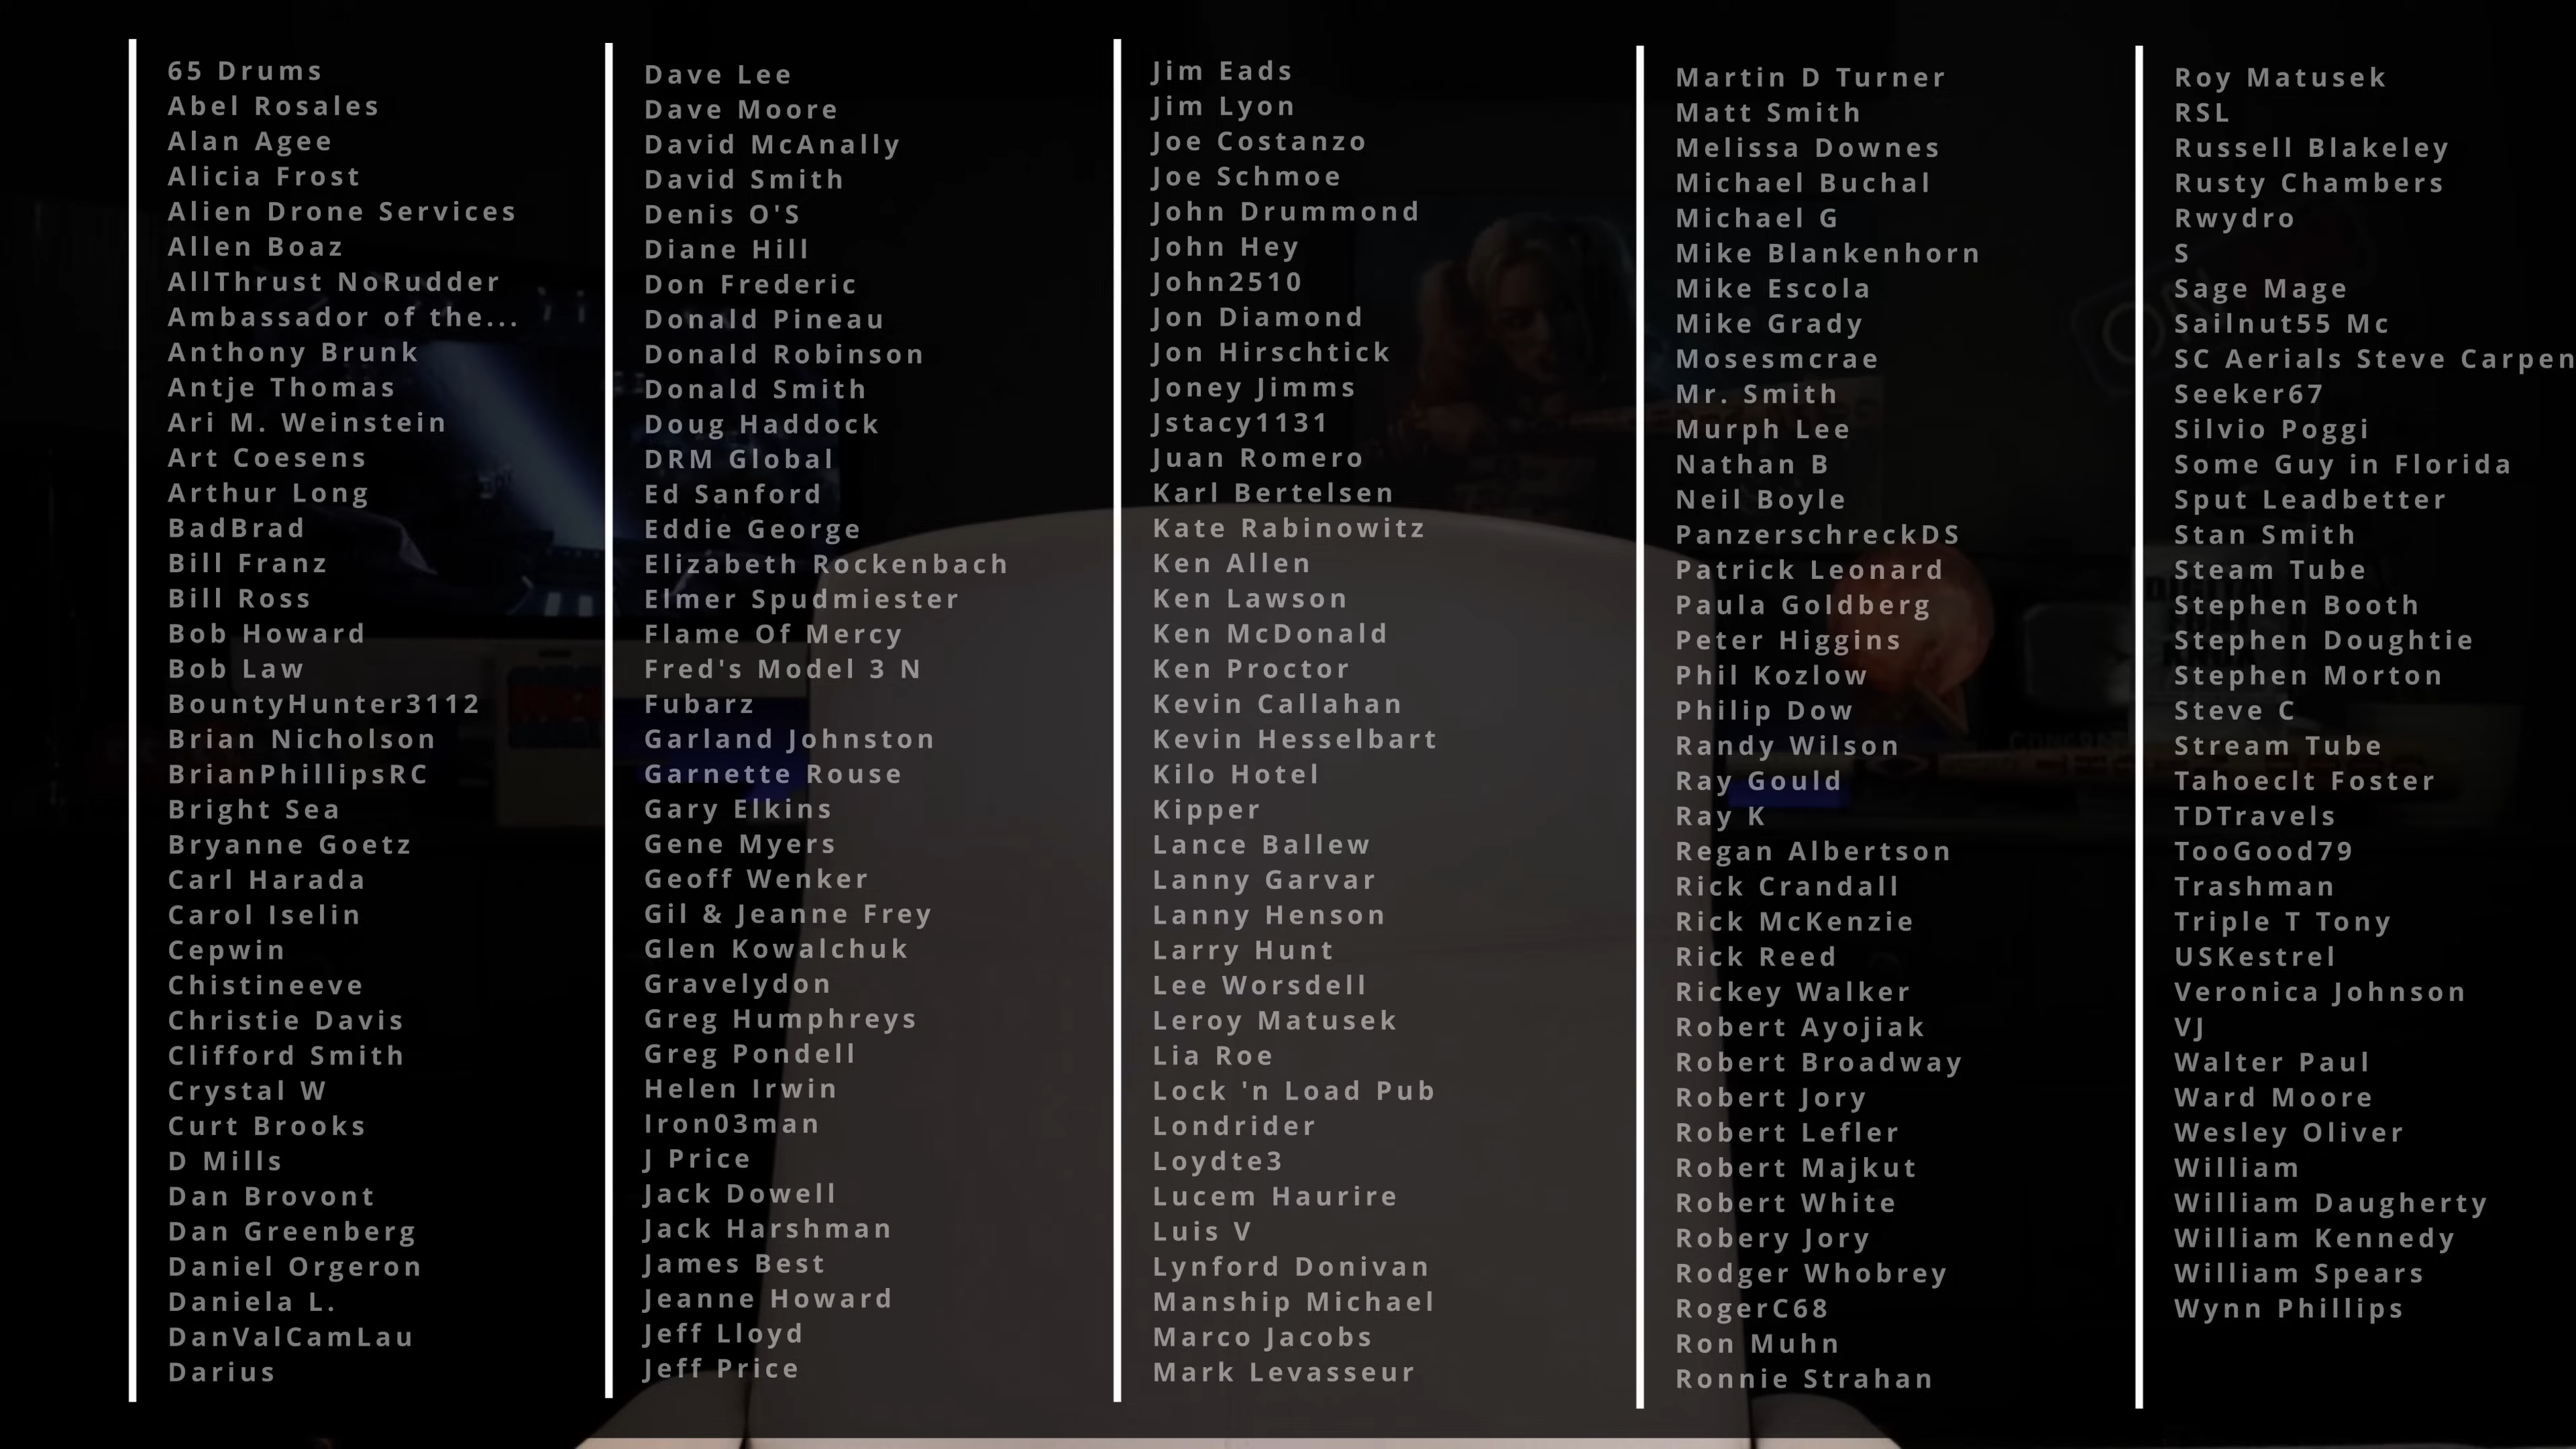 65 Drums
Abel Rosales
Alan Agee
Alicia Frost
Alien Drone Services
Allen Boaz
AllThrust NoRudder
Ambassador of the...
Anthony Brunk
Antje Thomas
Ari M. Weinstein
Art Coesens
Arthur Long
BadBrad
Bill Franz
Bill Ross
Bob Howard
Bob Law
BountyHunter3112
Brian Nicholson
BrianPhillipsRC
Bright Sea
Bryanne Goetz
Carl Harada
Carol Iselin
Cepwin
Chistineeve
Christie Davis
Clifford Smith
Crystal W
Curt Brooks
D Mills
Dan Brovont
Dan Greenberg
Daniel Orgeron
Daniela L.
DanValCamLau
Darius
Dave Lee
Dave Moore
David McAnally
David Smith
Denis O'S
Diane Hill
Don Frederic
Donald Pineau
Donald Robinson
Donald Smith
Doug Haddock
DRM Global
Ed Sanford
Eddie George
Elizabeth Rockenbach
Elmer Spudmiester
Flame Of Mercy
Fred's Model 3 N
Fubarz
Garland Johnston
Garnette Rouse
Gary Elkins
Gene Myers
Geoff Wenker
Gil & Jeanne Frey
Glen Kowalchuk
Gravelydon
Greg Humphreys
Greg Pondell
Helen Irwin
Iron03man
J Price
Jack Dowell
Jack Harshman
James Best
Jeanne Howard
Jeff Lloyd
Jeff Price
Jim Eads
Jim Lyon
Joe Costanzo
Joe Schmoe
John Drummond
John Hey
John2510
Jon Diamond
Jon Hirschtick
Joney Jimms
Jstacy1131
Juan Romero
Karl Bertelsen
Kate Rabinowitz
Ken Allen
Ken Lawson
Ken McDonald
Ken Proctor
Kevin Callahan
Kevin Hesselbart
Kilo Hotel
Kipper
Lance Ballew
Lanny Garvar
Lanny Henson
Larry Hunt
Lee Worsdell
Leroy Matusek
Lia Roe
Lock 'n Load Pub
Londrider
Loydte3
Lucem Haurire
Luis V
Lynford Donivan
Manship Michael
Marco Jacobs
Mark Levasseur
Martin D Turner
Matt Smith
Melissa Downes
Michael Buchal
Michael G
Mike Blankenhorn
Mike Escola
Mike Grady
Mosesmcrae
Mr. Smith
Murph Lee
Nathan B
Neil Boyle
PanzerschreckDS
Patrick Leonard
Paula Goldberg
Peter Higgins
Phil Kozlow
Philip Dow
Randy Wilson
Ray Gould
Ray K
Regan Albertson
Rick Crandall
Rick McKenzie
Rick Reed
Rickey Walker
Robert Ayojiak
Robert Broadway
Robert Jory
Robert Lefler
Robert Majkut
Robert White
Robery Jory
Rodger Whobrey
RogerC68
Ron Muhn
Ronnie Strahan
Roy Matusek
RSL
Russell Blakeley
Rusty Chambers
Rwydro
S
Sage Mage
Sailnut55 Mc
SC Aerials Steve Carpen
Seeker67
Silvio Poggi
Some Guy in Florida
Sput Leadbetter
Stan Smith
Steam Tube
Stephen Booth
Stephen Doughtie
Stephen Morton
Steve C
Stream Tube
Tahoeclt Foster
TDTravels
TooGood79
Trashman
Triple T Tony
USKestrel
Veronica Johnson
VJ
Walter Paul
Ward Moore
Wesley Oliver
William
William Daugherty
William Kennedy
William Spears
Wynn Phillips